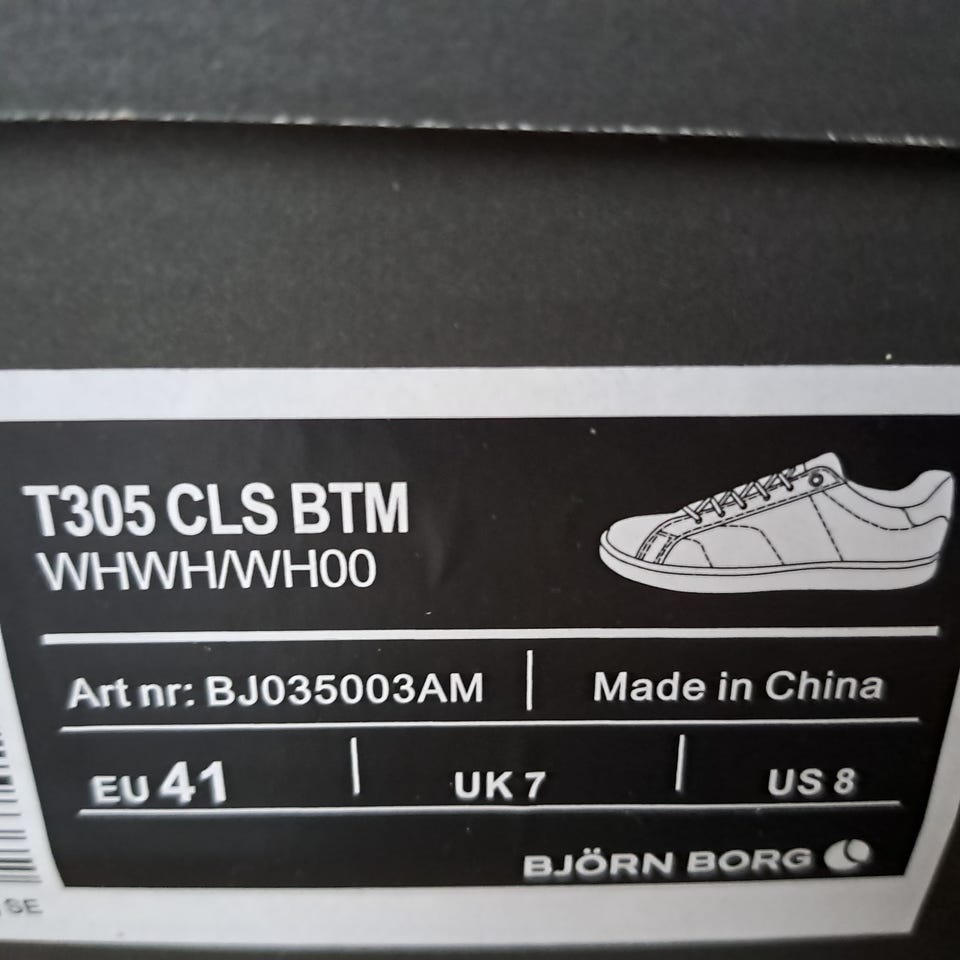 T305 CLS BTM
WHWH/WH00
Art nr: BJ035003AM | Made in China
EU 41 | UK 7 | US 8
BJÖRN BORG
SE